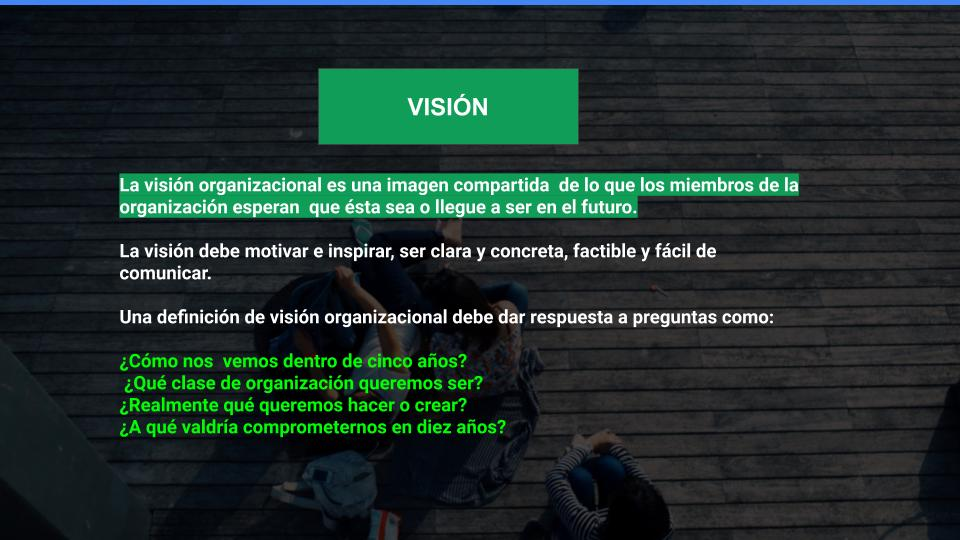 VISIÓN
La visión organizacional es una imagen compartida  de lo que los miembros de la
organización esperan  que ésta sea o llegue a ser en el futuro.
La visión debe motivar e inspirar, ser clara y concreta, factible y fácil de
comunicar.
Una definición de visión organizacional debe dar respuesta a preguntas como:
¿Cómo nos  vemos dentro de cinco años?
¿Qué clase de organización queremos ser?
¿Realmente qué queremos hacer o crear?
¿A qué valdría comprometernos en diez años?